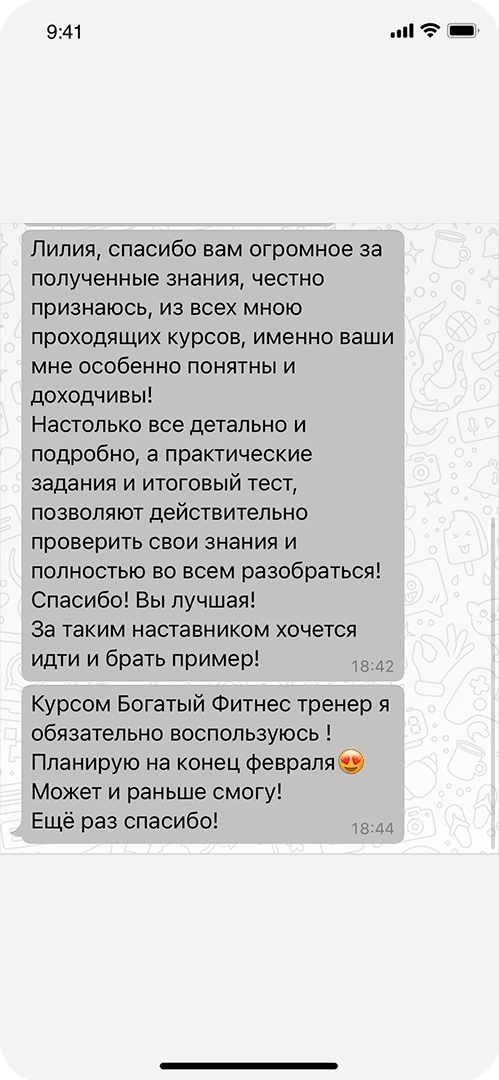 9:41
Лилия, спасибо вам огромное за
полученные знания, честно
признаюсь, из всех мною
проходящих курсов, именно ваши
мне особенно понятны и
доходчивы!
Настолько все детально и
подробно, а практические
задания и итоговый тест,
позволяют действительно
проверить свои знания и
полностью во всем разобраться!
Спасибо! Вы лучшая!
За таким наставником хочется
идти и брать пример!
18:42
Курсом Богатый Фитнес тренер я
обязательно воспользуюсь !
Планирую на конец февраля😍
Может и раньше смогу!
Ещё раз спасибо!
18:44